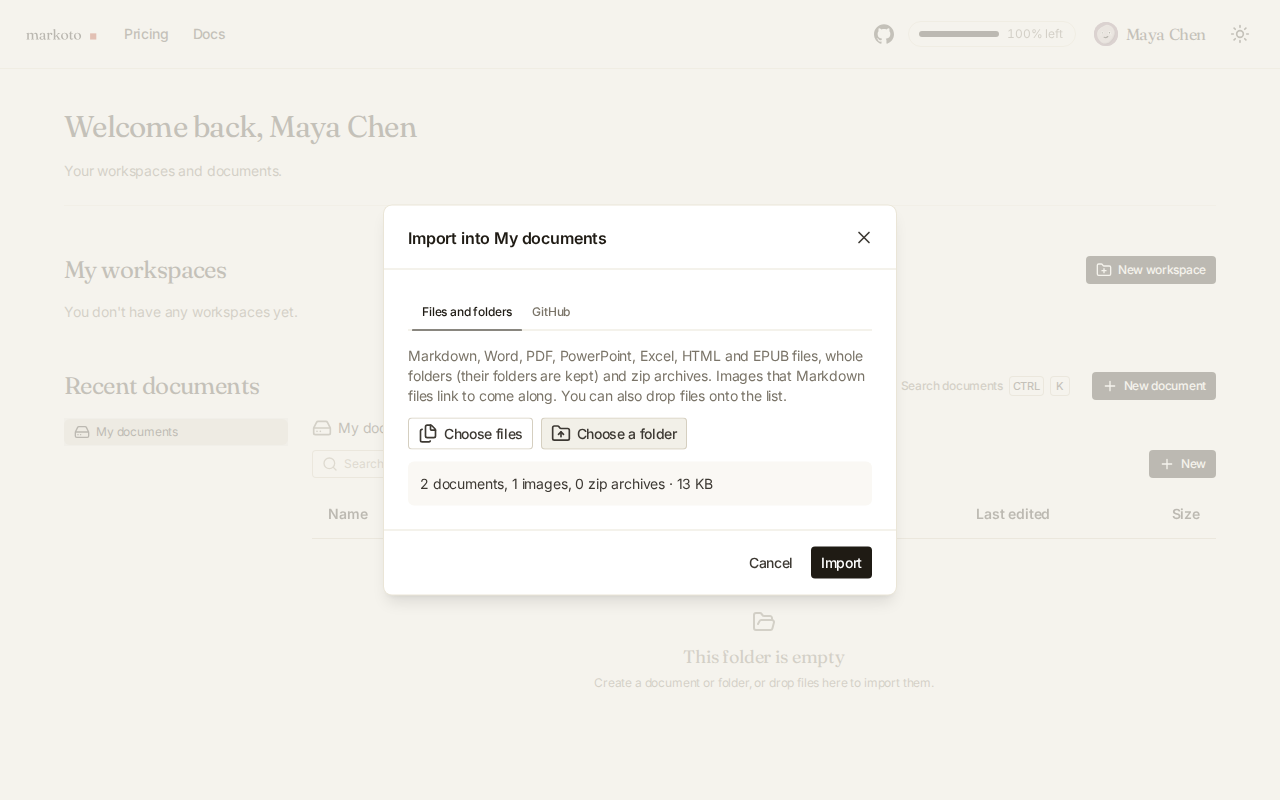 markoto
Pricing
Docs
100% left
Maya Chen
Welcome back, Maya Chen
Your workspaces and documents.
My workspaces
New workspace
You don't have any workspaces yet.
Recent documents
Search documents
CTRL
K
New document
My documents
My doc
Search
New
Name
Last edited
Size
This folder is empty
Create a document or folder, or drop files here to import them.
Import into My documents
Files and folders
GitHub
Markdown, Word, PDF, PowerPoint, Excel, HTML and EPUB files, whole
folders (their folders are kept) and zip archives. Images that Markdown
files link to come along. You can also drop files onto the list.
Choose files
Choose a folder
2 documents, 1 images, 0 zip archives · 13 KB
Cancel
Import